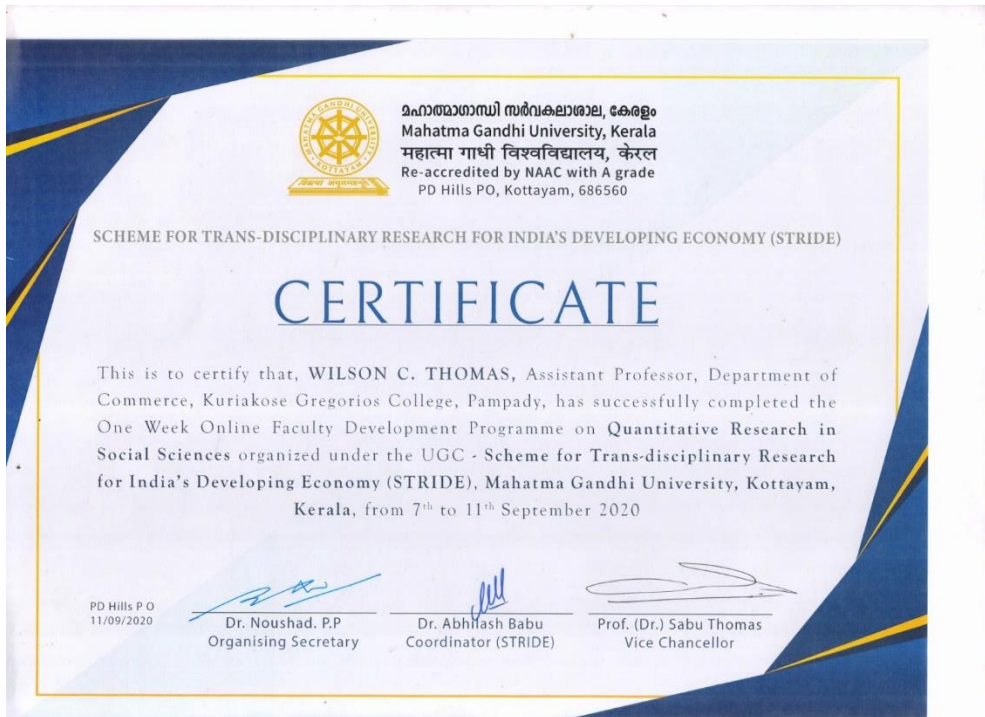 MAHATMA GANDHI UNIVERSITY
KOTTAYAM
മഹാത്മാഗാന്ധി സർവകലാശാല, കേരളം
Mahatma Gandhi University, Kerala
महात्मा गाधी विश्वविद्यालय, केरल
Re-accredited by NAAC with A grade
PD Hills PO, Kottayam, 686560
SCHEME FOR TRANS-DISCIPLINARY RESEARCH FOR INDIA'S DEVELOPING ECONOMY (STRIDE)
CERTIFICATE
This is to certify that, WILSON C. THOMAS, Assistant Professor, Department of
Commerce, Kuriakose Gregorios College, Pampady, has successfully completed the
One Week Online Faculty Development Programme on Quantitative Research in
Social Sciences organized under the UGC - Scheme for Trans-disciplinary Research
for India's Developing Economy (STRIDE), Mahatma Gandhi University, Kottayam,
Kerala, from 7th to 11th September 2020
PD Hills P O
11/09/2020
Dr. Noushad. P.P
Organising Secretary
Dr. Abhilash Babu
Coordinator (STRIDE)
Prof. (Dr.) Sabu Thomas
Vice Chancellor